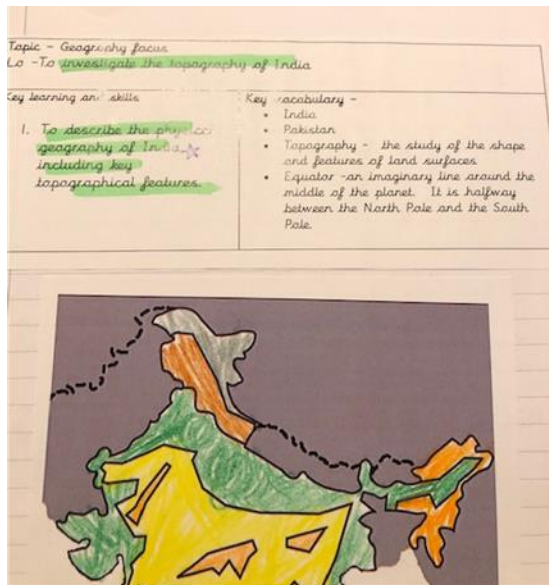 Topic - Geography focus
Lo -To investigate the topography of India
Key learning and skills
1. To describe the physical
geography of India,
including key
topographical features.
Key vocabulary -
• India
• Pakistan
• Topography - the study of the shape
and features of land surfaces
• Equator -an imaginary line around the
middle of the planet. It is halfway
between the North Pole and the South
Pole.